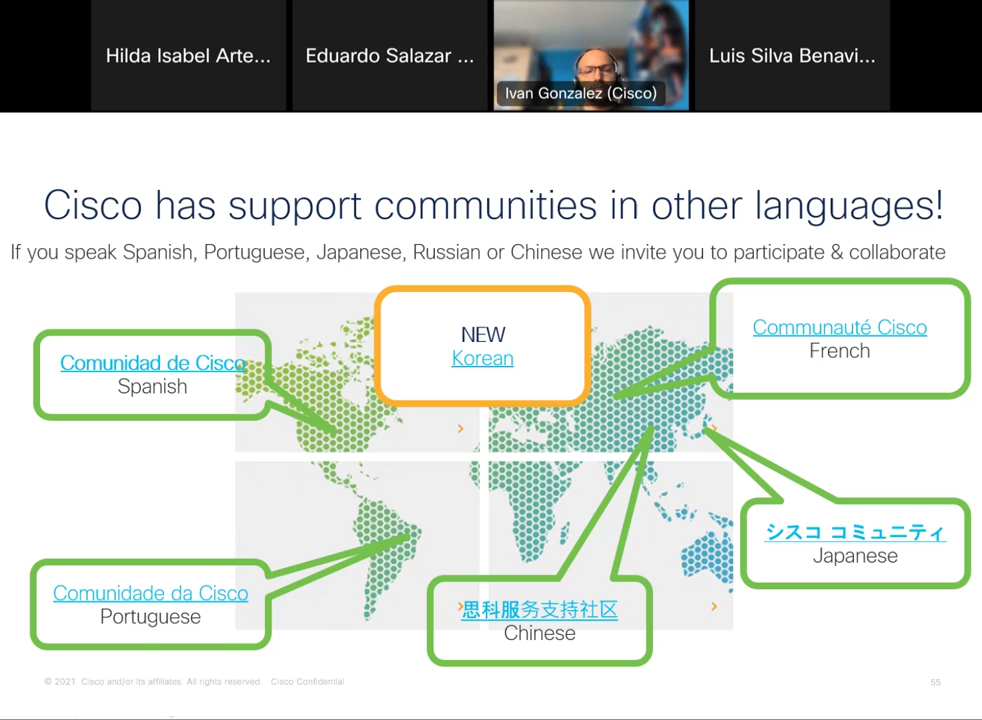 Hilda Isabel Arte...
Eduardo Salazar ...
Ivan Gonzalez (Cisco)
Luis Silva Benavi...
Cisco has support communities in other languages!
If you speak Spanish, Portuguese, Japanese, Russian or Chinese we invite you to participate & collaborate
NEW
Korean
Communauté Cisco
French
Comunidad de Cisco
Spanish
シスコ コミュニティ
Japanese
Comunidade da Cisco
Portuguese
思科服务支持社区
Chinese
© 2021 Cisco and/or its affiliates. All rights reserved. Cisco Confidential
55